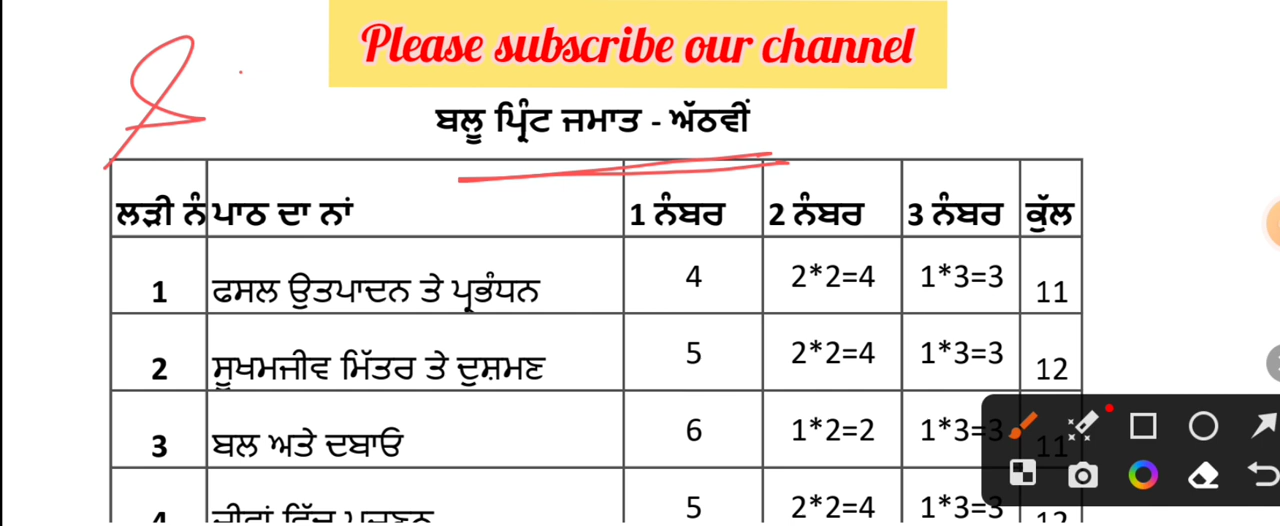 Please subscribe our channel
ਬਲੂ ਪ੍ਰਿੰਟ ਜਮਾਤ - ਅੱਠਵੀਂ
ਲੜੀ ਨੰ ਪਾਠ ਦਾ ਨਾਂ 1 ਨੰਬਰ 2 ਨੰਬਰ 3 ਨੰਬਰ ਕੁੱਲ
1 ਫਸਲ ਉਤਪਾਦਨ ਤੇ ਪ੍ਰਭੰਧਨ 4 2*2=4 1*3=3 11
2 ਸੂਖਮਜੀਵ ਮਿੱਤਰ ਤੇ ਦੁਸ਼ਮਣ 5 2*2=4 1*3=3 12
3 ਬਲ ਅਤੇ ਦਬਾਓ 6 1*2=2 1*3=3 11
4 5 2*2=4 1*3=3 12